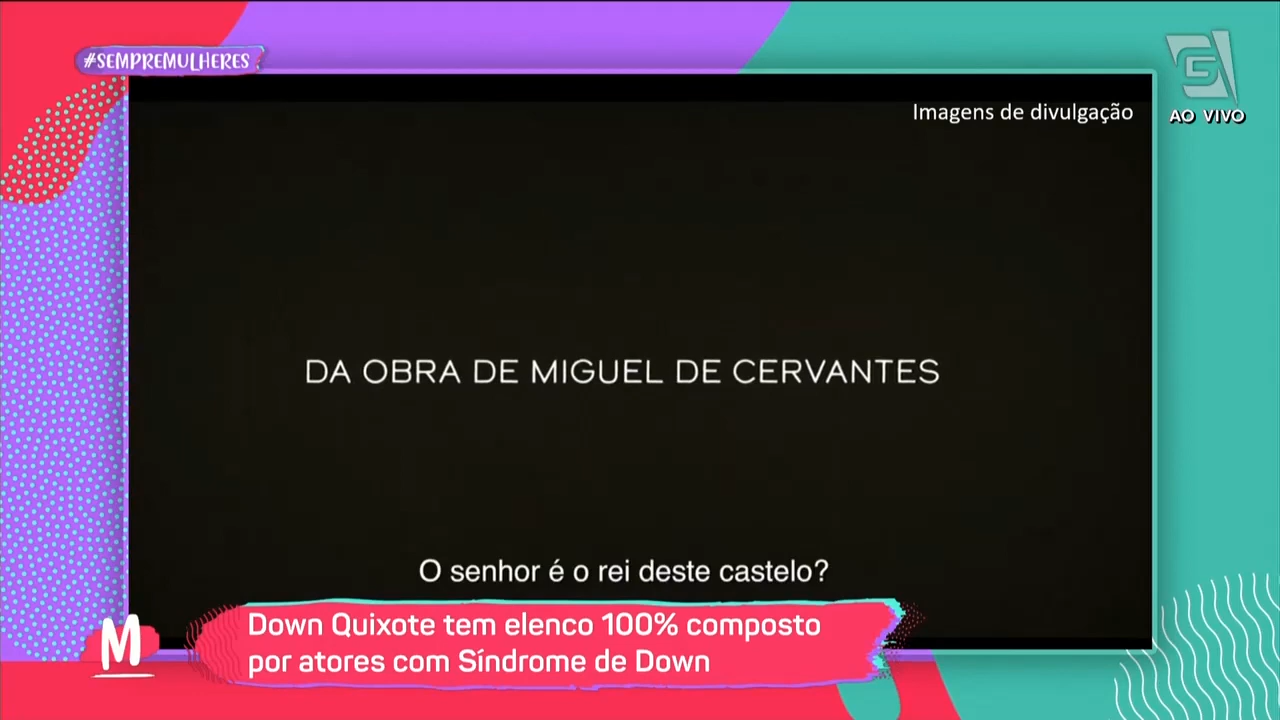 #SEMPREMULHERES
Imagens de divulgação
AO VIVO
DA OBRA DE MIGUEL DE CERVANTES
O senhor é o rei deste castelo?
M
Down Quixote tem elenco 100% composto
por atores com Síndrome de Down